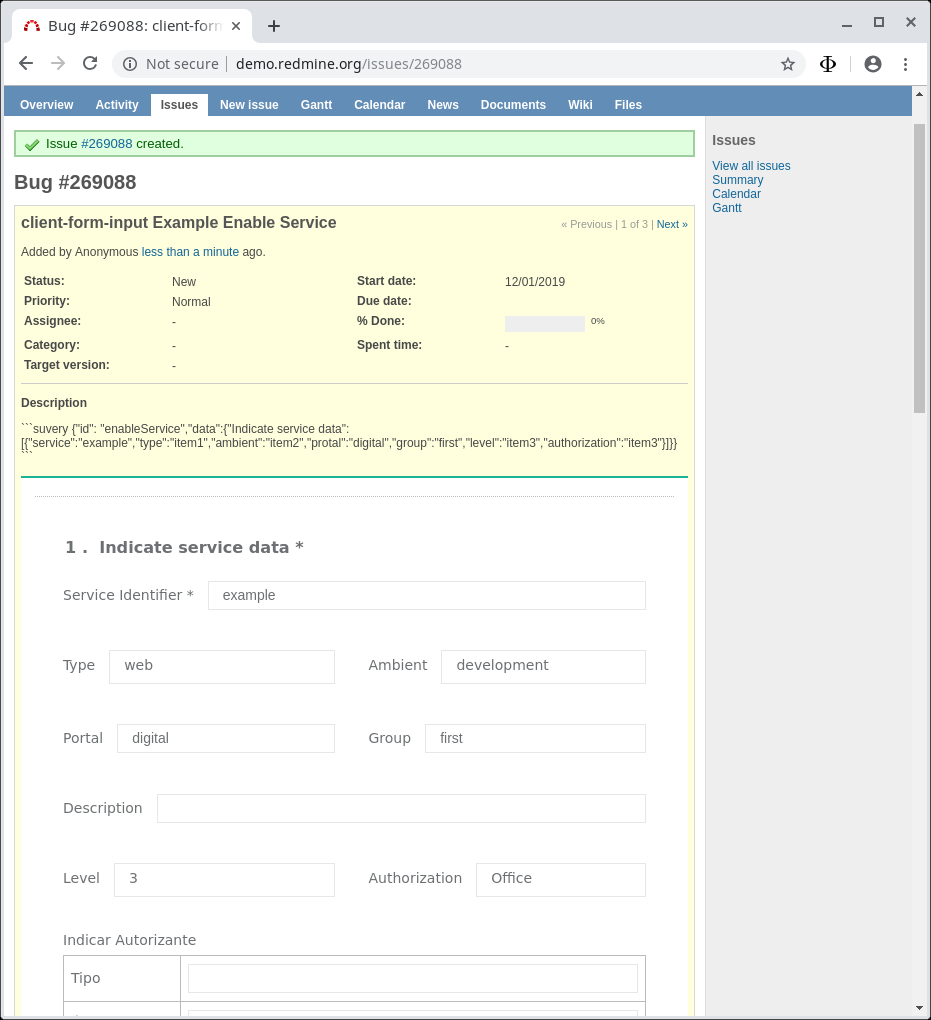 Bug #269088: client-form
Not secure | demo.redmine.org/issues/269088
Overview Activity Issues New issue Gantt Calendar News Documents Wiki Files
Issue #269088 created.
Bug #269088
client-form-input Example Enable Service
« Previous | 1 of 3 | Next »
Added by Anonymous less than a minute ago.
Status: New Start date: 12/01/2019
Priority: Normal Due date:
Assignee: - % Done: 0%
Category: - Spent time: -
Target version: -
Description
```suvery {"id": "enableService","data":{"Indicate service data":
[{"service":"example","type":"item1","ambient":"item2","protal":"digital","group":"first","level":"item3","authorization":"item3"}]}}
```
1 . Indicate service data *
Service Identifier * example
Type web Ambient development
Portal digital Group first
Description
Level 3 Authorization Office
Indicar Autorizante
Tipo
Issues
View all issues
Summary
Calendar
Gantt